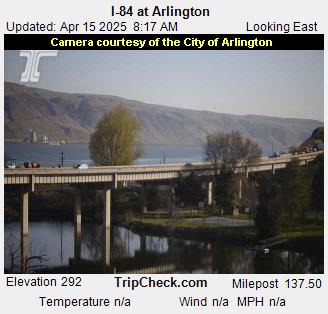 I-84 at Arlington
Updated: Apr 15 2025 8:17 AM Looking East
Camera courtesy of the City of Arlington
Elevation 292 TripCheck.com Milepost 137.50
Temperature n/a Wind n/a MPH n/a